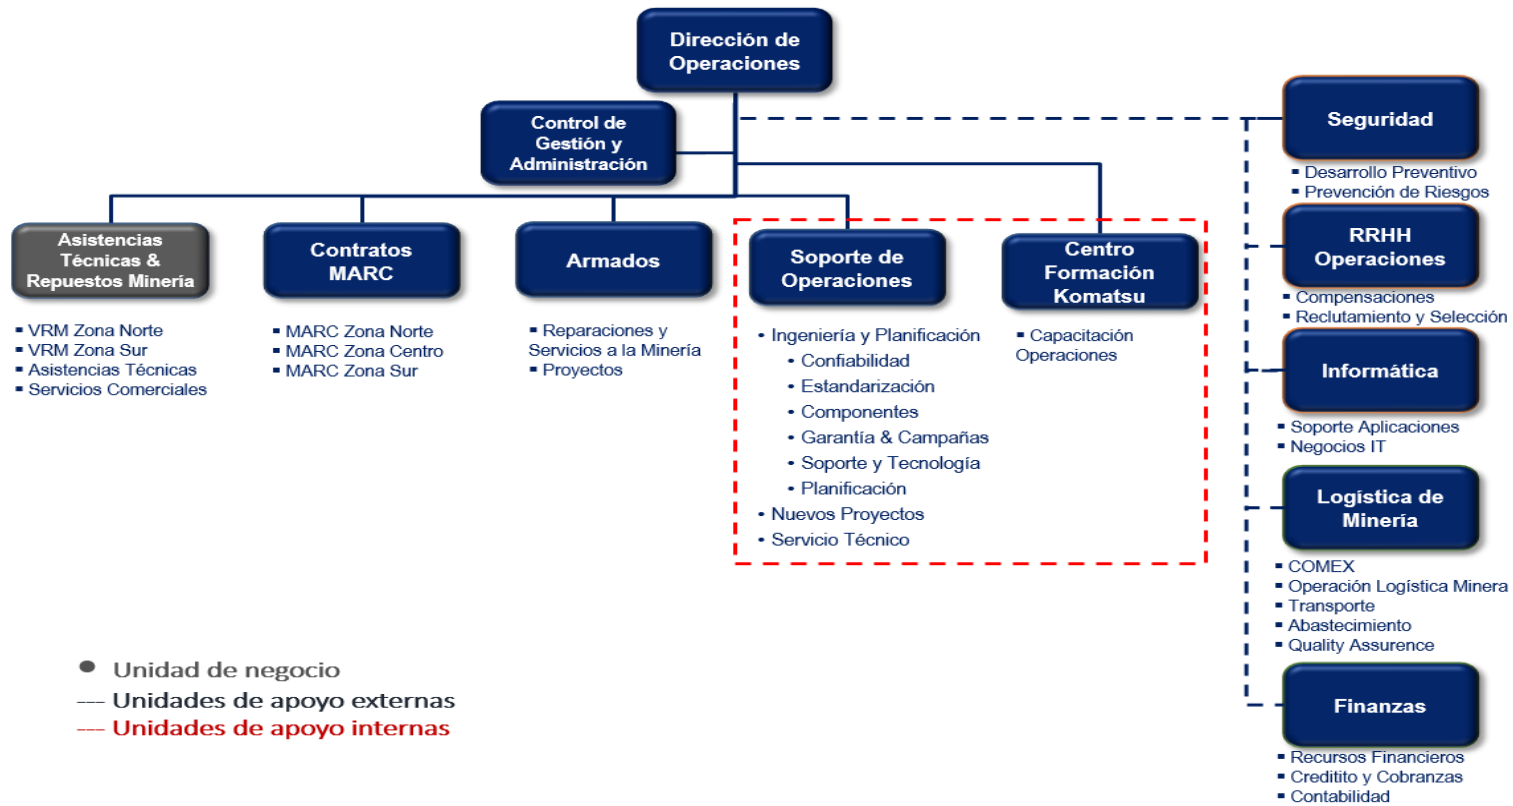 Dirección de
Operaciones
Control de
Gestión y
Administración
Asistencias
Técnicas &
Repuestos Minería
▪ VRM Zona Norte
▪ VRM Zona Sur
▪ Asistencias Técnicas
▪ Servicios Comerciales
Contratos
MARC
▪ MARC Zona Norte
▪ MARC Zona Centro
▪ MARC Zona Sur
Armados
▪ Reparaciones y
Servicios a la Minería
▪ Proyectos
Soporte de
Operaciones
• Ingeniería y Planificación
• Confiabilidad
• Estandarización
• Componentes
• Garantía & Campañas
• Soporte y Tecnología
• Planificación
• Nuevos Proyectos
• Servicio Técnico
Centro
Formación
Komatsu
▪ Capacitación
Operaciones
Seguridad
▪ Desarrollo Preventivo
▪ Prevención de Riesgos
RRHH
Operaciones
▪ Compensaciones
▪ Reclutamiento y Selección
Informática
▪ Soporte Aplicaciones
▪ Negocios IT
Logística de
Minería
▪ COMEX
▪ Operación Logística Minera
▪ Transporte
▪ Abastecimiento
▪ Quality Assurence
Finanzas
▪ Recursos Financieros
▪ Creditito y Cobranzas
▪ Contabilidad
● Unidad de negocio
--- Unidades de apoyo externas
--- Unidades de apoyo internas